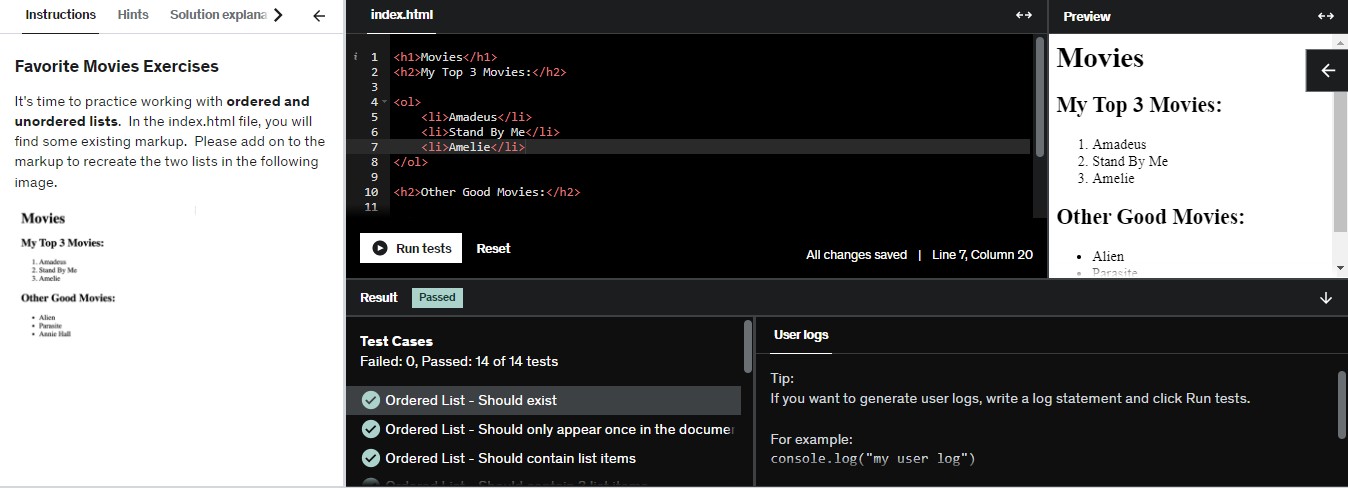 Instructions Hints Solution explana
Favorite Movies Exercises
It's time to practice working with ordered and
unordered lists. In the index.html file, you will
find some existing markup. Please add on to the
markup to recreate the two lists in the following
image.
Movies
My Top 3 Movies:
1. Amadeus
2. Stand By Me
3. Amelie
Other Good Movies:
• Alien
• Parasite
• Annie Hall
index.html
i 1 <h1>Movies</h1>
2 <h2>My Top 3 Movies:</h2>
3
4 <ol>
5 <li>Amadeus</li>
6 <li>Stand By Me</li>
7 <li>Amelie</li>
8 </ol>
9
10 <h2>Other Good Movies:</h2>
11
Run tests Reset
All changes saved | Line 7, Column 20
Preview
Movies
My Top 3 Movies:
1. Amadeus
2. Stand By Me
3. Amelie
Other Good Movies:
• Alien
• Parasite
Result Passed
Test Cases
Failed: 0, Passed: 14 of 14 tests
Ordered List - Should exist
Ordered List - Should only appear once in the docume
Ordered List - Should contain list items
Ordered List - Should contain 3 list items
User logs
Tip:
If you want to generate user logs, write a log statement and click Run tests.
For example:
console.log("my user log")